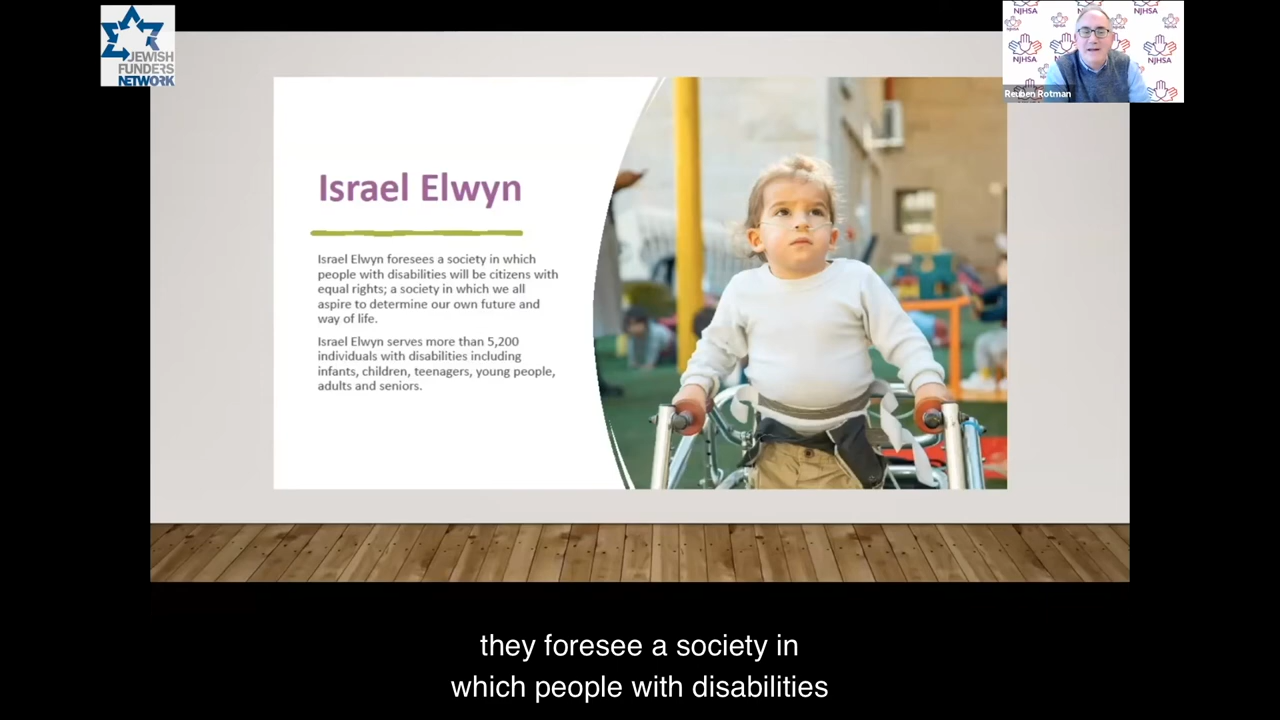 JEWISH
FUNDERS
NETWORK
NJHSA
NJHSA
NJHSA
Reuben Rotman
Israel Elwyn
Israel Elwyn foresees a society in which
people with disabilities will be citizens with
equal rights; a society in which we all
aspire to determine our own future and
way of life.
Israel Elwyn serves more than 5,200
individuals with disabilities including
infants, children, teenagers, young people,
adults and seniors.
they foresee a society in
which people with disabilities